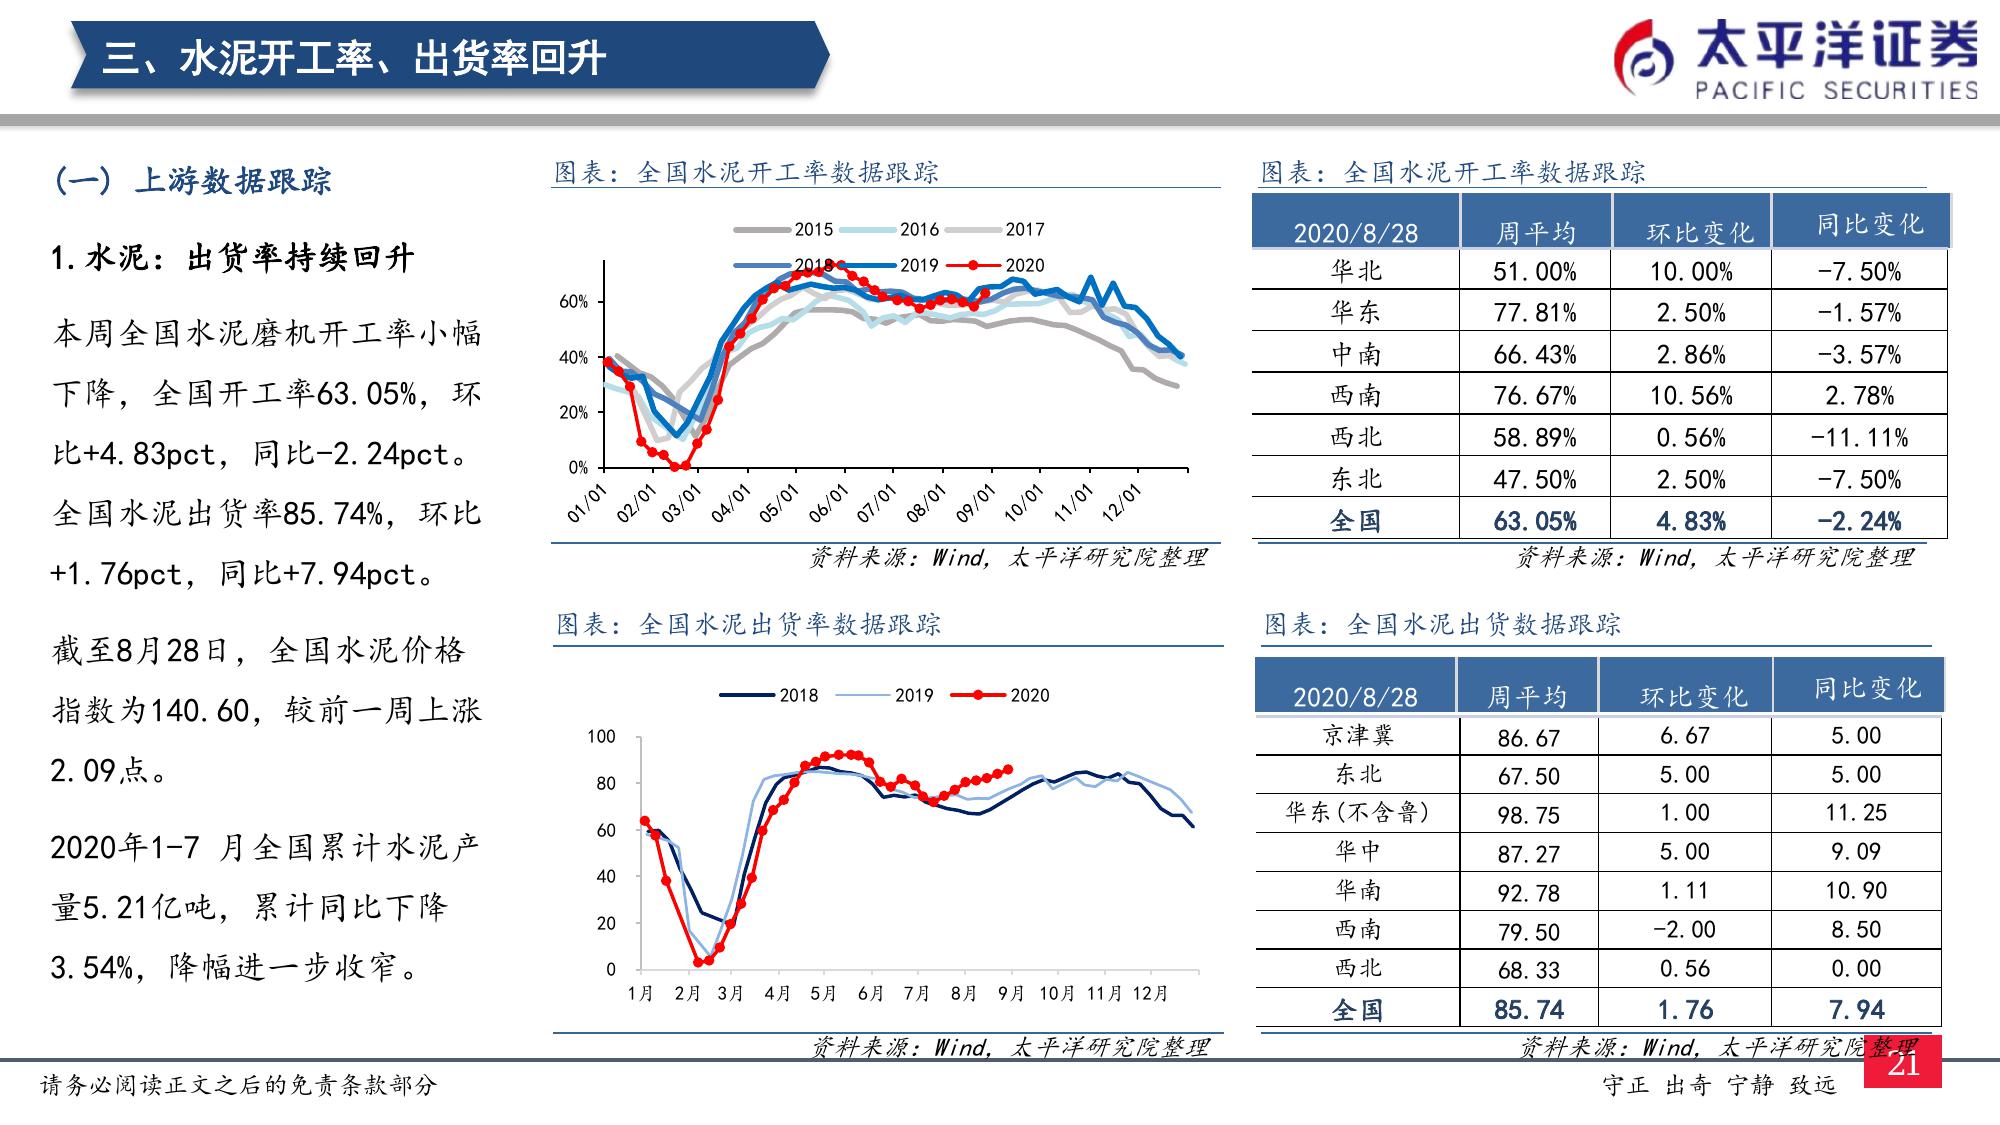 三、水泥开工率、出货率回升
太平洋证券
PACIFIC SECURITIES
(一) 上游数据跟踪
1.水泥：出货率持续回升
本周全国水泥磨机开工率小幅
下降，全国开工率63.05%，环
比+4.83pct，同比-2.24pct。
全国水泥出货率85.74%，环比
+1.76pct，同比+7.94pct。
截至8月28日，全国水泥价格
指数为140.60，较前一周上涨
2.09点。
2020年1-7 月全国累计水泥产
量5.21亿吨，累计同比下降
3.54%，降幅进一步收窄。
图表：全国水泥开工率数据跟踪
2015 2016 2017
2018 2019 2020
60%
40%
20%
0%
01/01 02/01 03/01 04/01 05/01 06/01 07/01 08/01 09/01 10/01 11/01 12/01
资料来源：Wind，太平洋研究院整理
图表：全国水泥开工率数据跟踪
2020/8/28 周平均 环比变化 同比变化
华北 51.00% 10.00% -7.50%
华东 77.81% 2.50% -1.57%
中南 66.43% 2.86% -3.57%
西南 76.67% 10.56% 2.78%
西北 58.89% 0.56% -11.11%
东北 47.50% 2.50% -7.50%
全国 63.05% 4.83% -2.24%
资料来源：Wind，太平洋研究院整理
图表：全国水泥出货率数据跟踪
2018 2019 2020
100
80
60
40
20
0
1月 2月 3月 4月 5月 6月 7月 8月 9月 10月 11月 12月
资料来源：Wind，太平洋研究院整理
图表：全国水泥出货数据跟踪
2020/8/28 周平均 环比变化 同比变化
京津冀 86.67 6.67 5.00
东北 67.50 5.00 5.00
华东(不含鲁) 98.75 1.00 11.25
华中 87.27 5.00 9.09
华南 92.78 1.11 10.90
西南 79.50 -2.00 8.50
西北 68.33 0.56 0.00
全国 85.74 1.76 7.94
资料来源：Wind，太平洋研究院整理
请务必阅读正文之后的免责条款部分
守正 出奇 宁静 致远
21